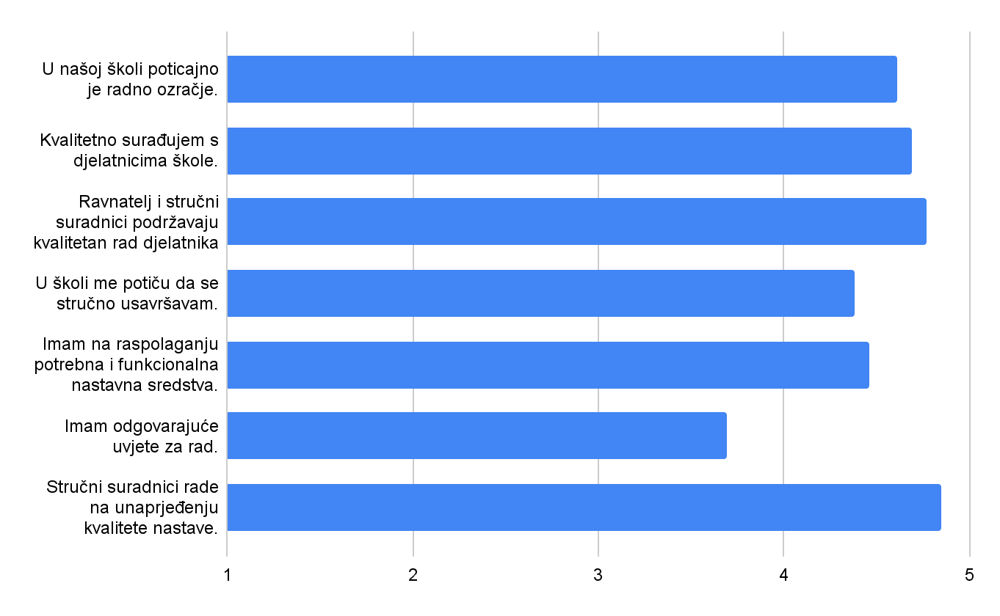 U našoj školi poticajno
je radno ozračje.
Kvalitetno surađujem s
djelatnicima škole.
Ravnatelj i stručni
suradnici podržavaju
kvalitetan rad djelatnika
U školi me potiču da se
stručno usavršavam.
Imam na raspolaganju
potrebna i funkcionalna
nastavna sredstva.
Imam odgovarajuće
uvjete za rad.
Stručni suradnici rade
na unaprjeđenju
kvalitete nastave.
1 2 3 4 5